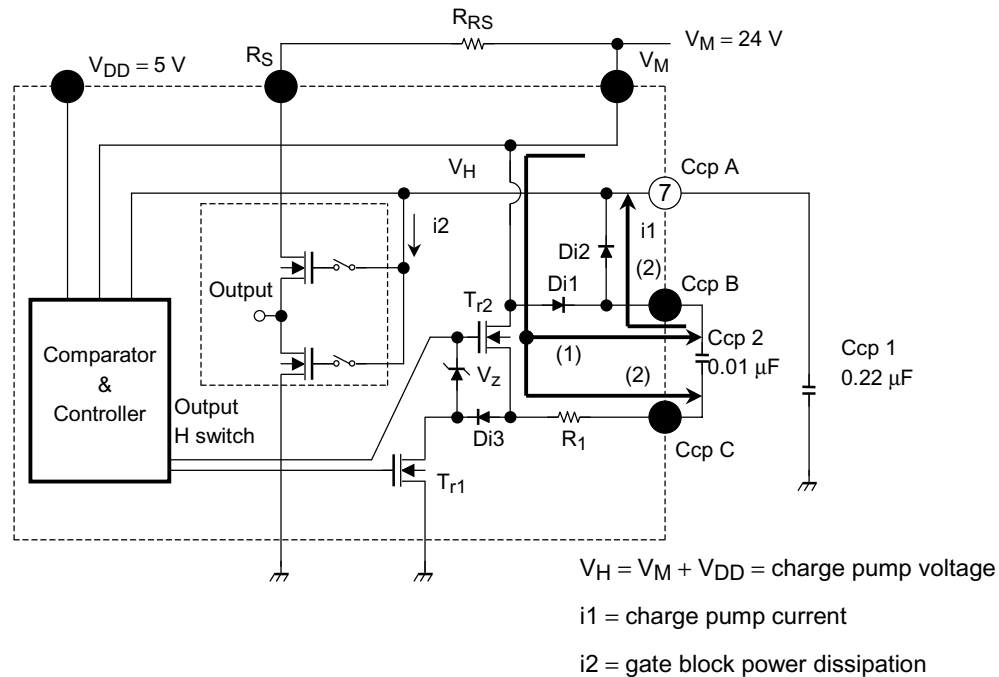 R_RS
V_M = 24 V
R_S
V_M
V_DD = 5 V
V_H
Ccp A
7
i2
i1
Di2
(2)
Ccp B
Output
Di1
T_r2
Ccp 2
0.01 μF
(1)
Ccp 1
0.22 μF
Comparator
&
Controller
V_Z
(2)
Output
H switch
Di3
R_1
Ccp C
T_r1
V_H = V_M + V_DD = charge pump voltage
i1 = charge pump current
i2 = gate block power dissipation